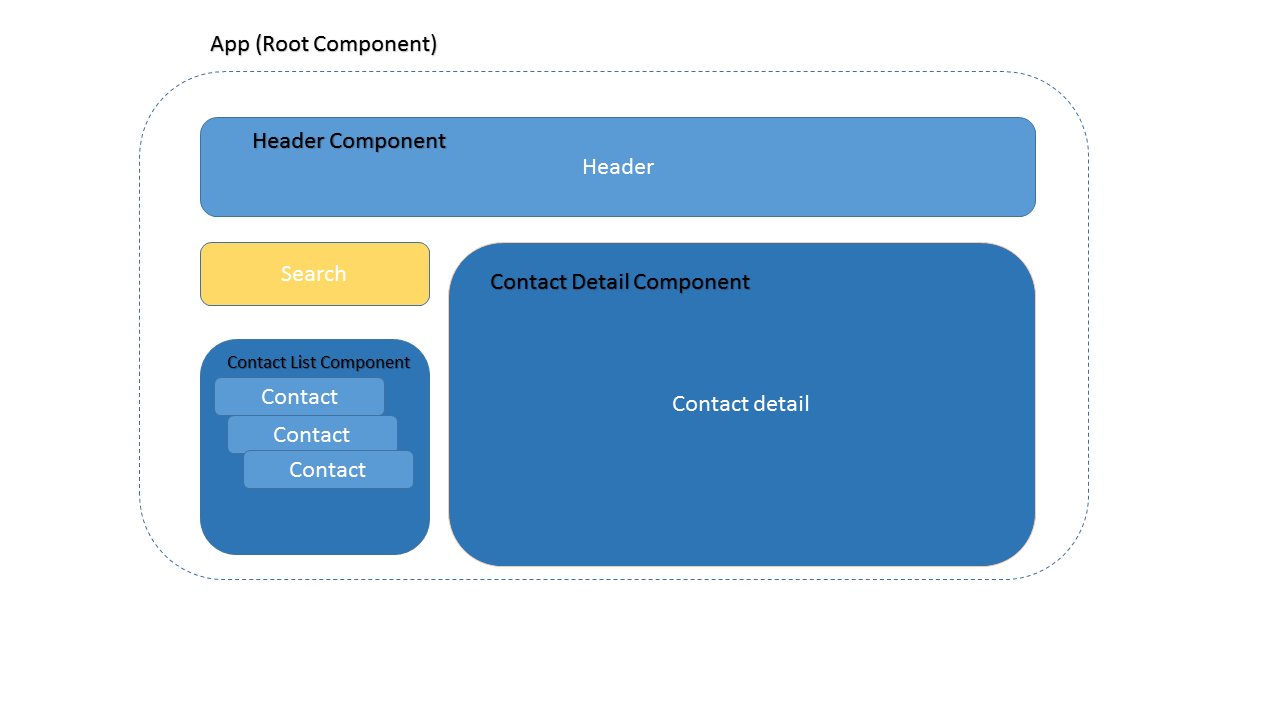 App (Root Component)
Header Component
Header
Search
Contact Detail Component
Contact List Component
Contact
Contact
Contact
Contact detail